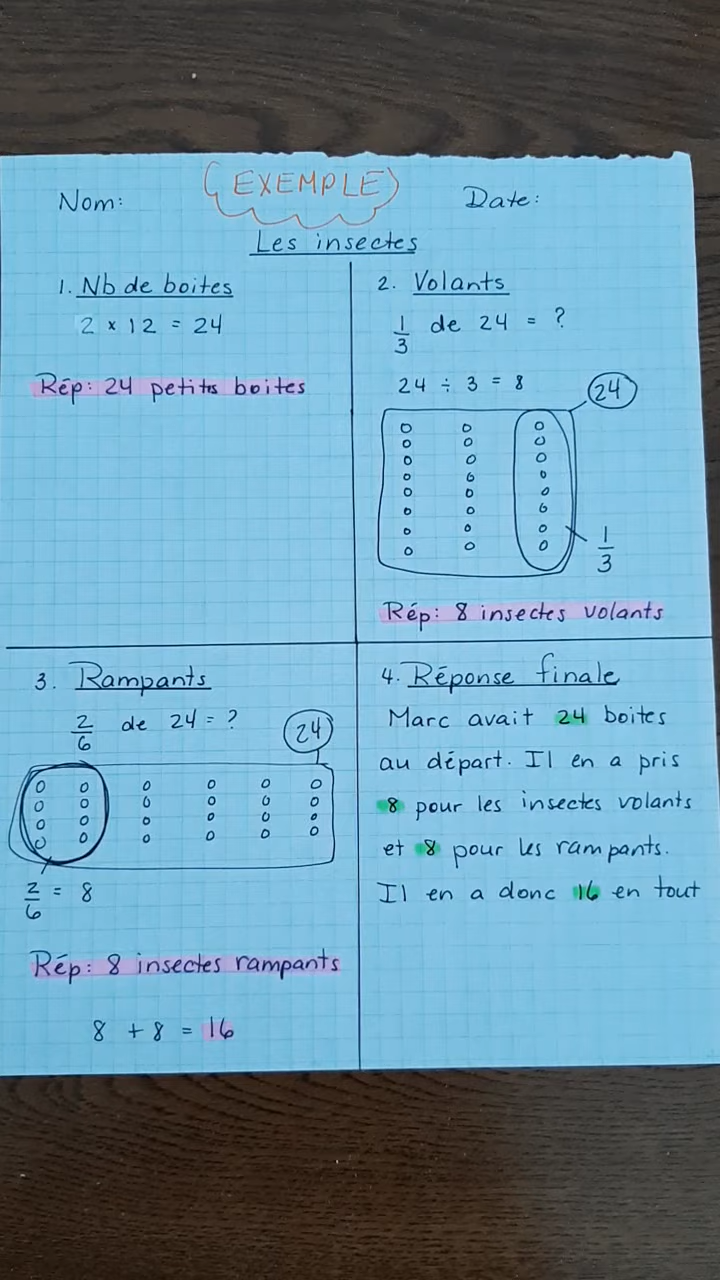 Nom:
EXEMPLE
Date:
Les insectes
1. Nb de boites
2 × 12 = 24
Rép: 24 petits boites
2. Volants
1/3 de 24 = ?
24 ÷ 3 = 8
24
1/3
Rép: 8 insectes volants
3. Rampants
2/6 de 24 = ?
24
2/6 = 8
Rép: 8 insectes rampants
8 + 8 = 16
4. Réponse finale
Marc avait 24 boites
au départ. Il en a pris
8 pour les insectes volants
et 8 pour les rampants.
Il en a donc 16 en tout